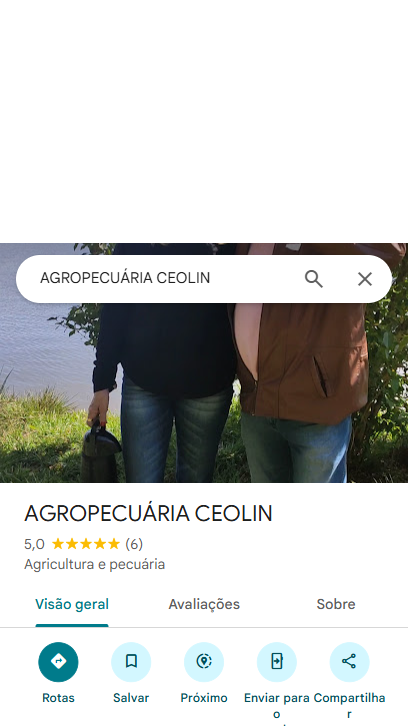 AGROPECUÁRIA CEOLIN
AGROPECUÁRIA CEOLIN
5,0 ★★★★★ (6)
Agricultura e pecuária
Visão geral Avaliações Sobre
Rotas Salvar Próximo Enviar para o Compartilhar